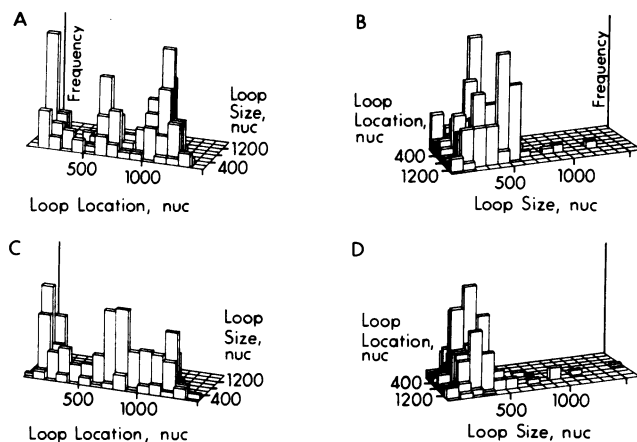 A
Frequency
Loop
Size,
nuc
1200
400
500
1000
Loop Location, nuc
B
Frequency
Loop
Location,
nuc
400
1200
500
1000
Loop Size, nuc
C
Loop
Size,
nuc
1200
400
500
1000
Loop Location, nuc
D
Loop
Location,
nuc
400
1200
500
1000
Loop Size, nuc